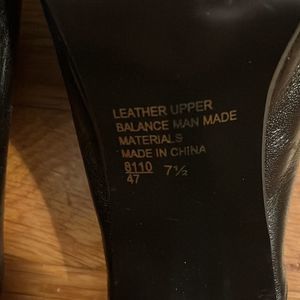 LEATHER UPPER
BALANCE MAN MADE
MATERIALS
MADE IN CHINA
8110 7½
47